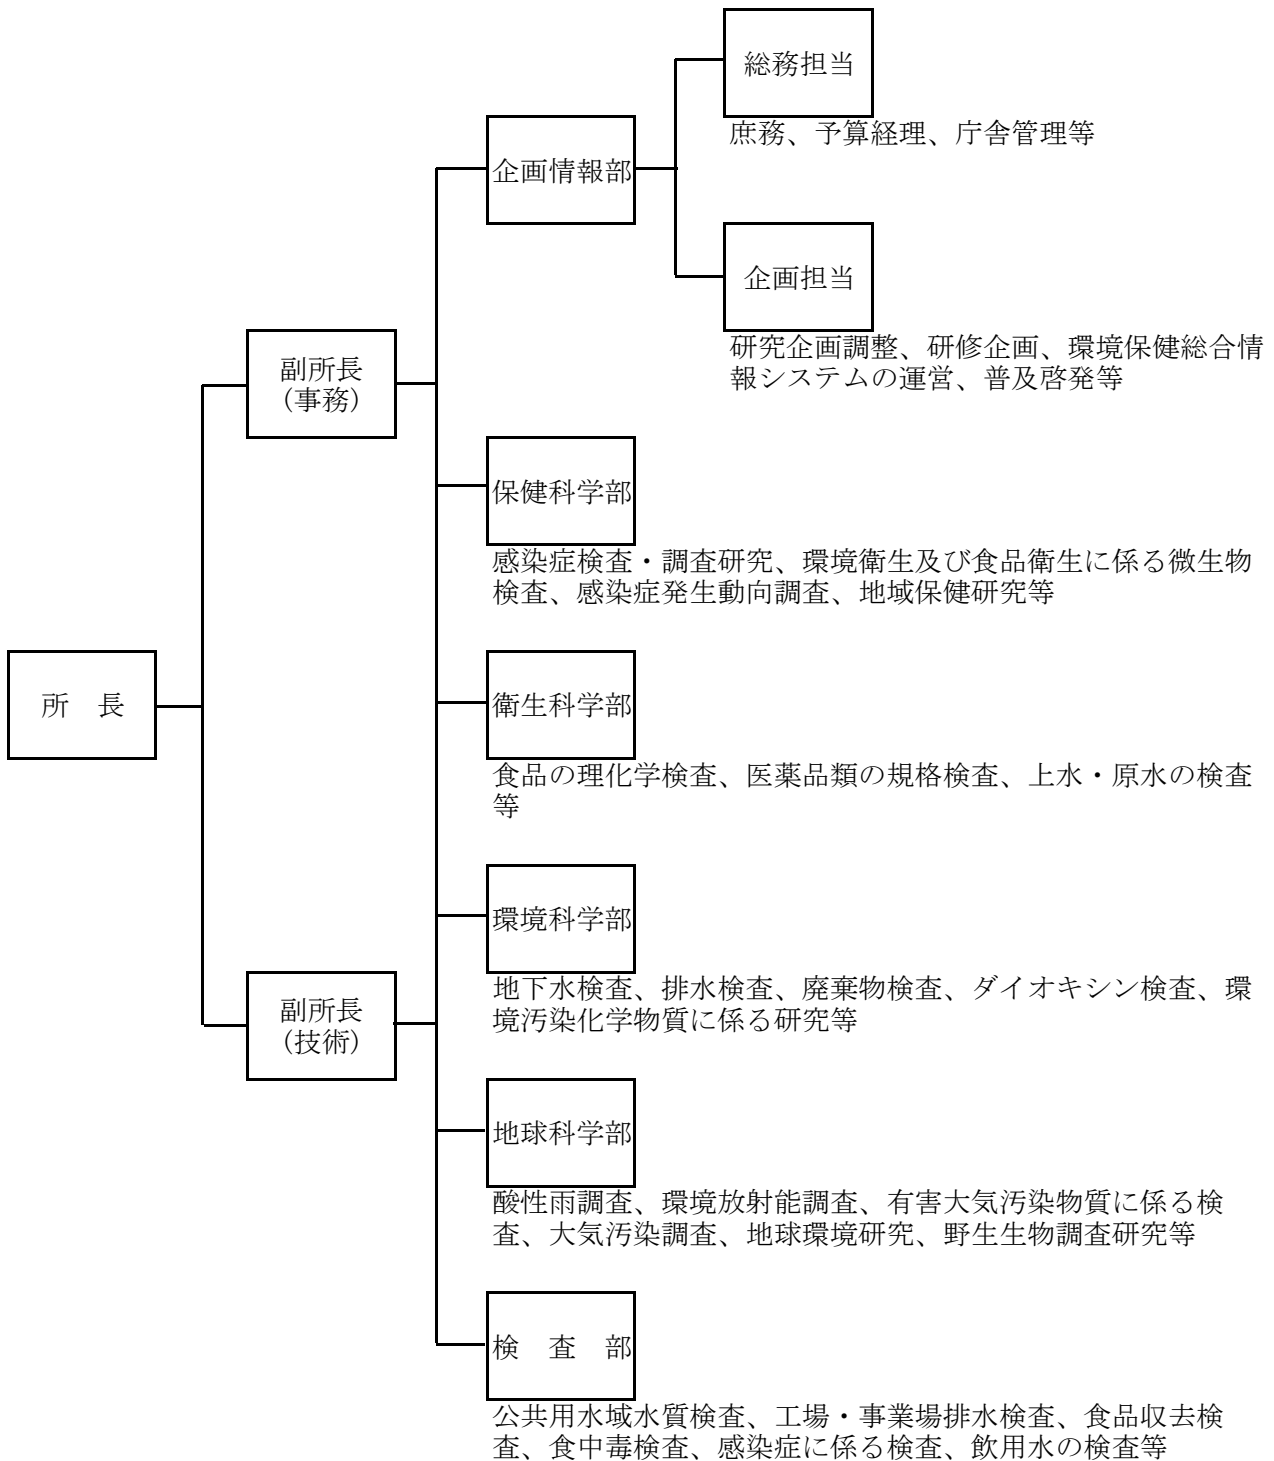 総務担当
庶務、予算経理、庁舎管理等
企画情報部
企画担当
研究企画調整、研修企画、環境保健総合情
報システムの運営、普及啓発等
副所長
(事務)
保健科学部
感染症検査・調査研究、環境衛生及び食品衛生に係る微生物
検査、感染症発生動向調査、地域保健研究等
所　長
衛生科学部
食品の理化学検査、医薬品類の規格検査、上水・原水の検査
等
環境科学部
地下水検査、排水検査、廃棄物検査、ダイオキシン検査、環
境汚染化学物質に係る研究等
副所長
(技術)
地球科学部
酸性雨調査、環境放射能調査、有害大気汚染物質に係る検
査、大気汚染調査、地球環境研究、野生生物調査研究等
検　査　部
公共用水域水質検査、工場・事業場排水検査、食品収去検
査、食中毒検査、感染症に係る検査、飲用水の検査等